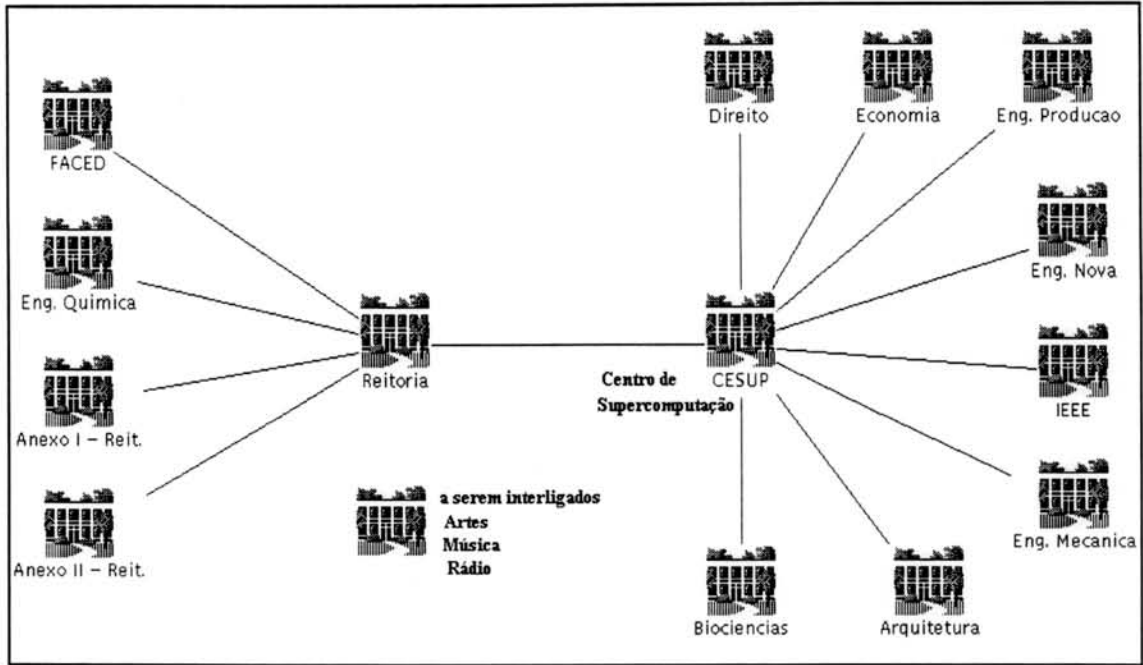 Direito
Economia
Eng. Producao
FACED
Eng. Nova
Eng. Quimica
Reitoria
CESUP
Centro de
Supercomputação
IEEE
Anexo I - Reit.
Eng. Mecanica
a serem interligados
Artes
Música
Rádio
Anexo II - Reit.
Biociencias
Arquitetura